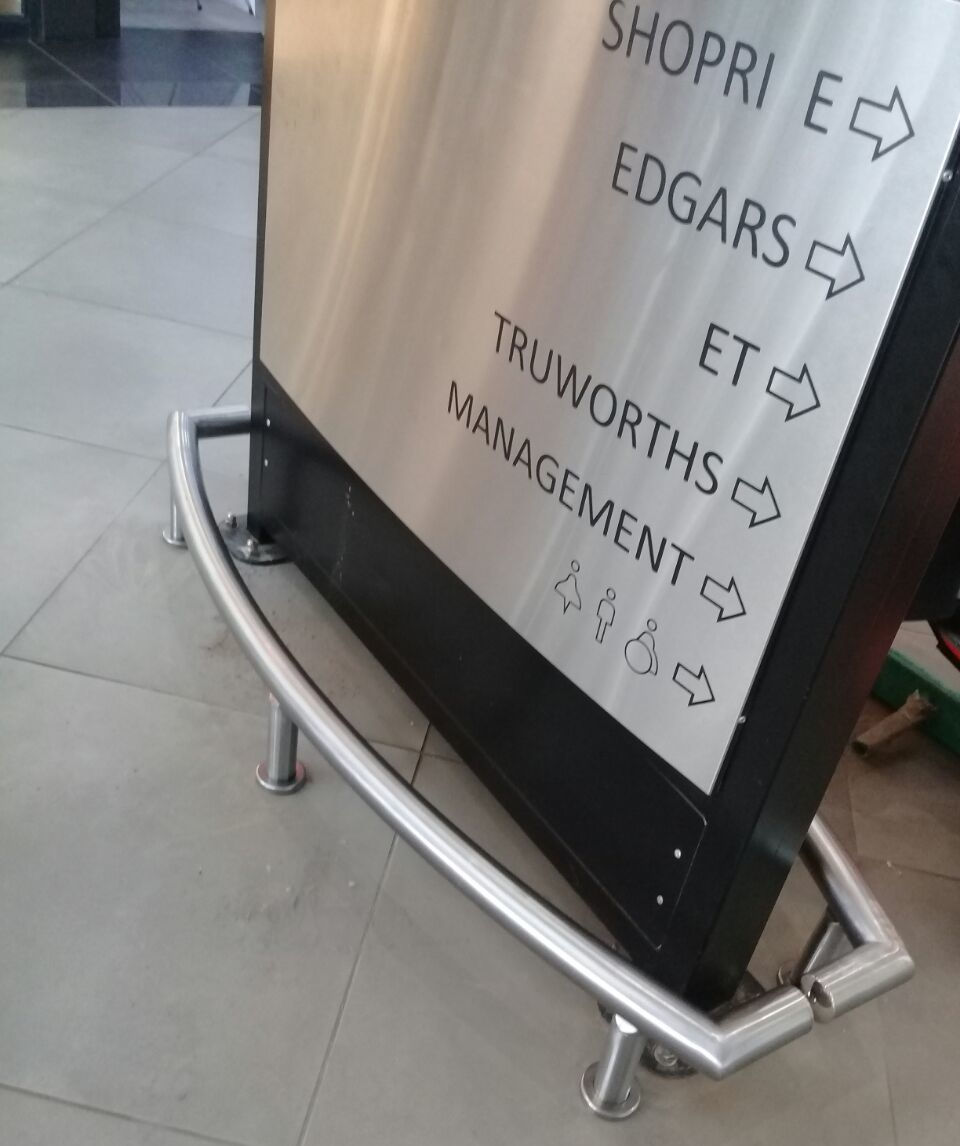 SHOPRI E
EDGARS
ET
TRUWORTHS
MANAGEMENT